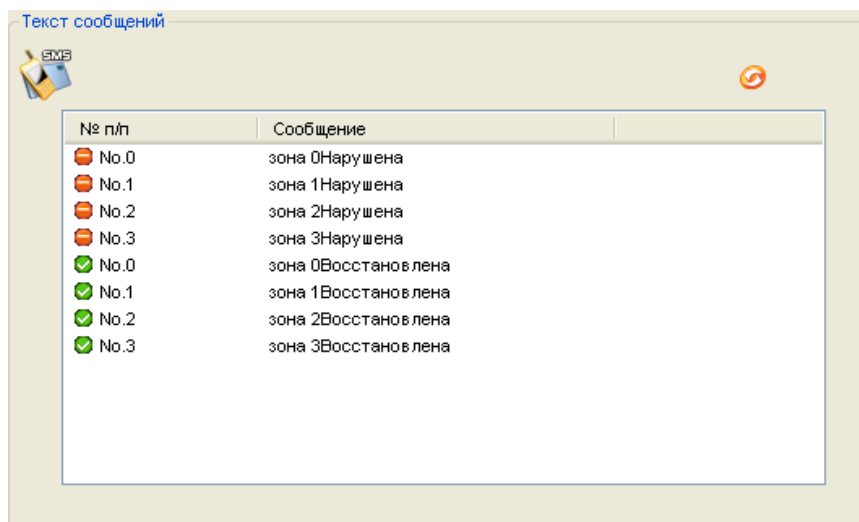 Текст сообщений
SMS
№ п/п Сообщение
No.0 зона 0Нарушена
No.1 зона 1Нарушена
No.2 зона 2Нарушена
No.3 зона 3Нарушена
No.0 зона 0Восстановлена
No.1 зона 1Восстановлена
No.2 зона 2Восстановлена
No.3 зона 3Восстановлена